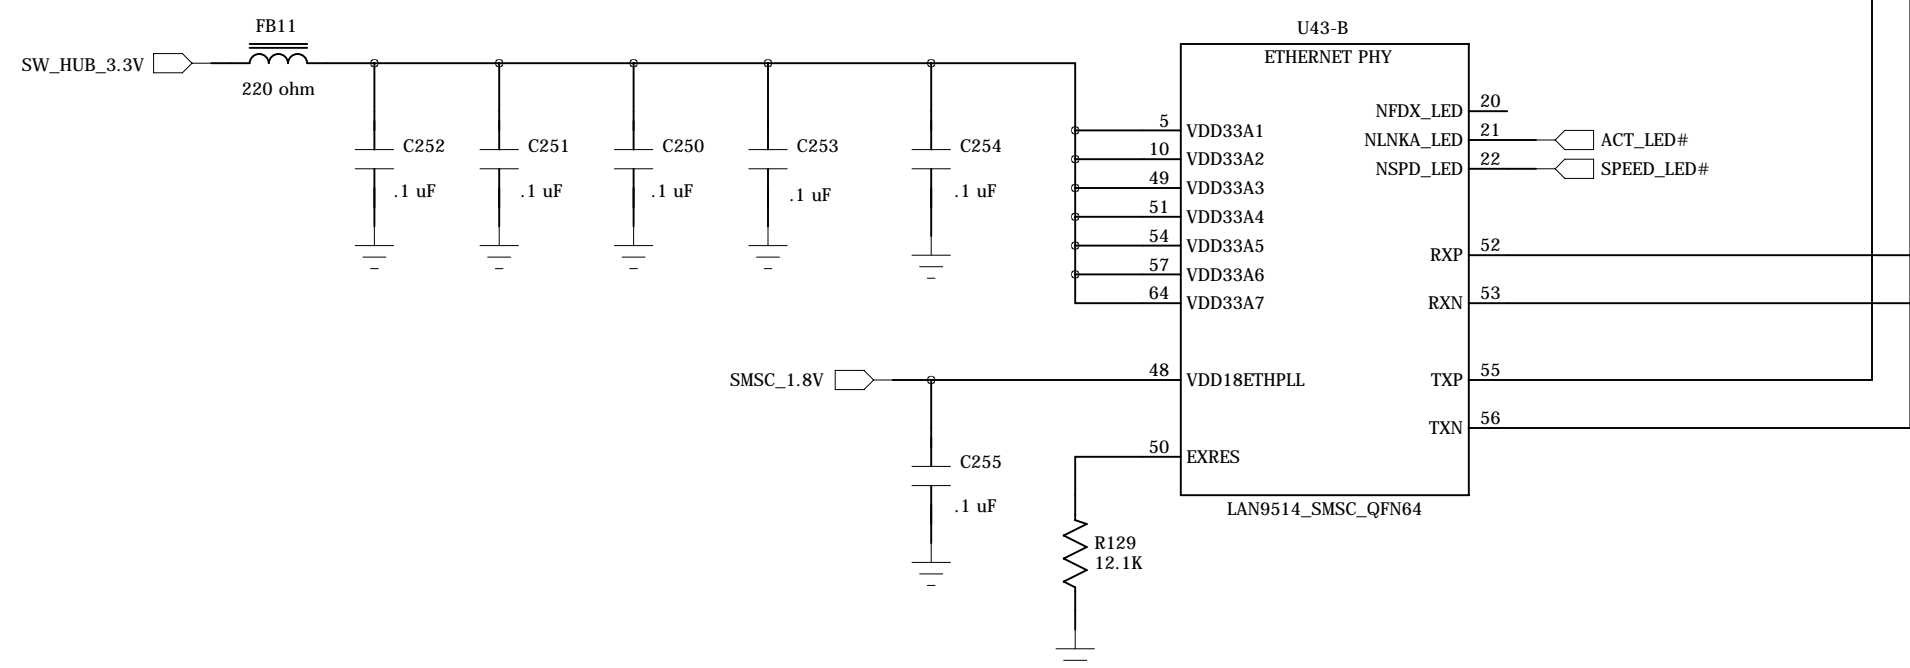 FB11
SW_HUB_3.3V
220 ohm
C252
.1 uF
C251
.1 uF
C250
.1 uF
C253
.1 uF
C254
.1 uF
U43-B
ETHERNET PHY
5 VDD33A1
10 VDD33A2
49 VDD33A3
51 VDD33A4
54 VDD33A5
57 VDD33A6
64 VDD33A7
48 VDD18ETHPLL
50 EXRES
NFDX_LED 20
NLNKA_LED 21 ACT_LED#
NSPD_LED 22 SPEED_LED#
RXP 52
RXN 53
TXP 55
TXN 56
LAN9514_SMSC_QFN64
SMSC_1.8V
C255
.1 uF
R129
12.1K